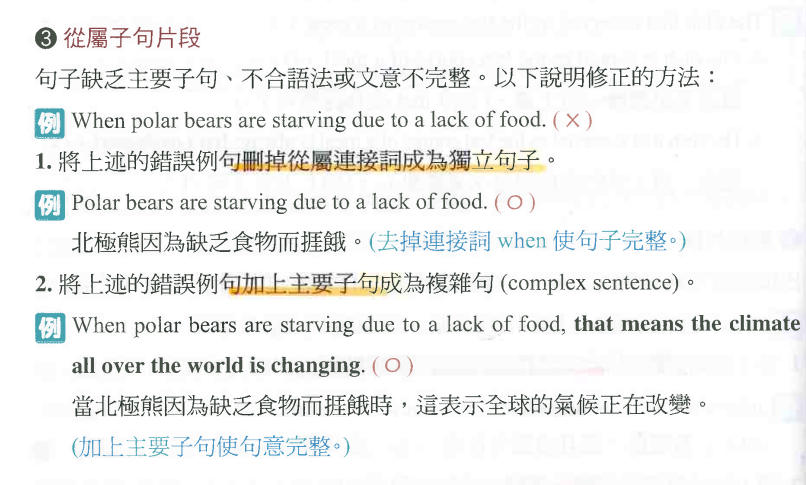 ❸ 從屬子句片段
句子缺乏主要子句、不合語法或文意不完整。以下說明修正的方法：
例 When polar bears are starving due to a lack of food. (×)
1. 將上述的錯誤例句刪掉從屬連接詞成為獨立句子。
例 Polar bears are starving due to a lack of food. (○)
北極熊因為缺乏食物而捱餓。(去掉連接詞 when 使句子完整。)
2. 將上述的錯誤例句加上主要子句成為複雜句 (complex sentence)。
例 When polar bears are starving due to a lack of food, that means the climate
all over the world is changing. (○)
當北極熊因為缺乏食物而捱餓時，這表示全球的氣候正在改變。
(加上主要子句使句意完整。)